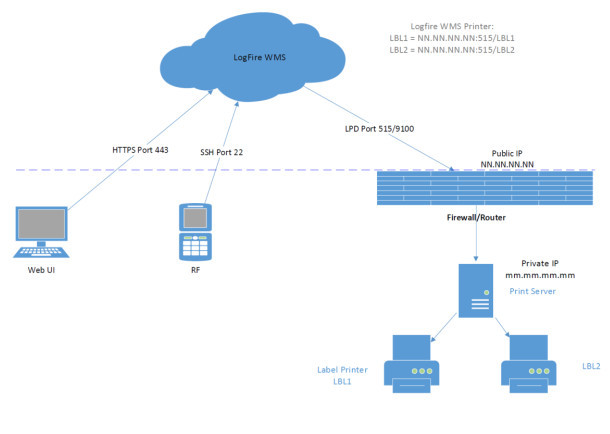 LogFire WMS Printer:
LBL1 = NN.NN.NN.NN:515/LBL1
LBL2 = NN.NN.NN.NN:515/LBL2
LogFire WMS
HTTPS Port 443
SSH Port 22
LPD Port 515/9100
Public IP
NN.NN.NN.NN
Firewall/Router
Web UI
RF
Private IP
mm.mm.mm.mm
Print Server
Label Printer
LBL1
LBL2